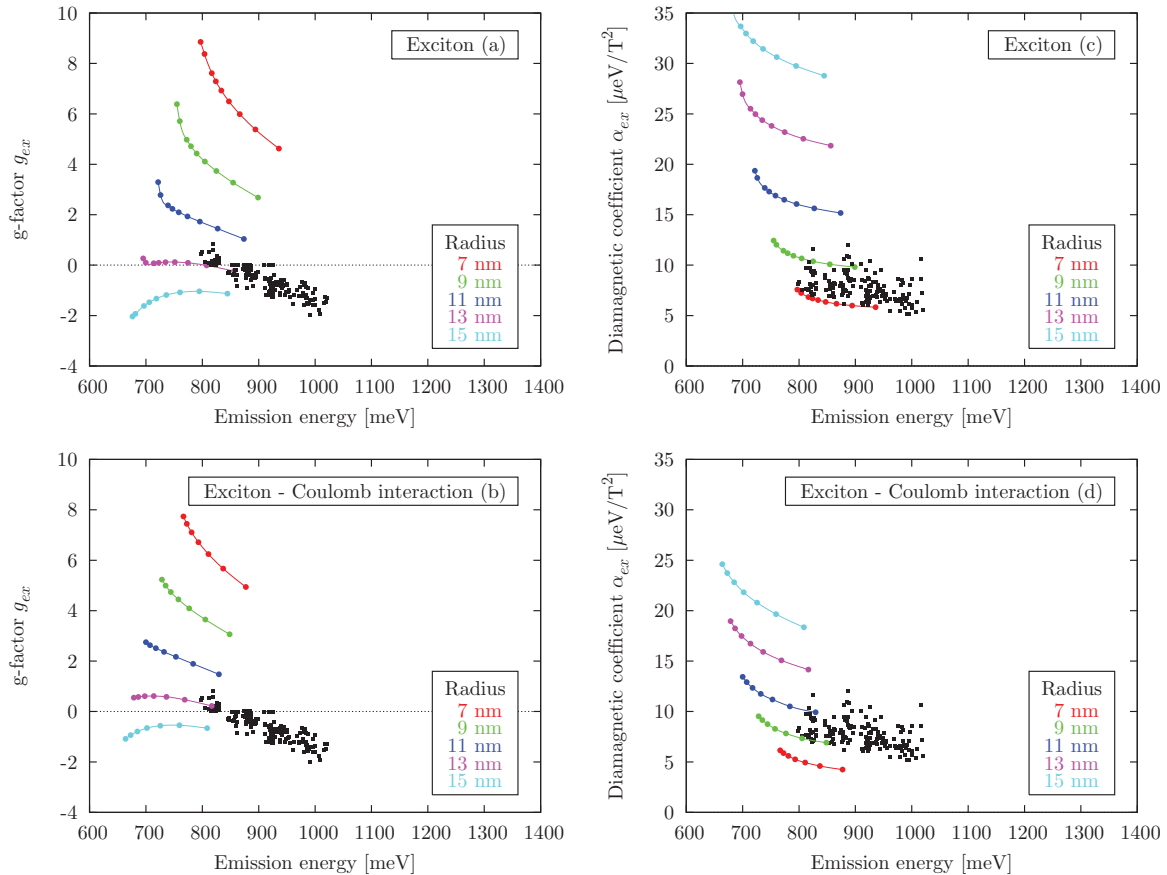 Exciton (a)
g-factor g_ex
10
8
6
4
2
0
-2
-4
Radius
7 nm
9 nm
11 nm
13 nm
15 nm
600 700 800 900 1000 1100 1200 1300 1400
Emission energy [meV]
Exciton (c)
Diamagnetic coefficient α_ex [μeV/T²]
35
30
25
20
15
10
5
0
Radius
7 nm
9 nm
11 nm
13 nm
15 nm
600 700 800 900 1000 1100 1200 1300 1400
Emission energy [meV]
Exciton - Coulomb interaction (b)
g-factor g_ex
10
8
6
4
2
0
-2
-4
Radius
7 nm
9 nm
11 nm
13 nm
15 nm
600 700 800 900 1000 1100 1200 1300 1400
Emission energy [meV]
Exciton - Coulomb interaction (d)
Diamagnetic coefficient α_ex [μeV/T²]
35
30
25
20
15
10
5
0
Radius
7 nm
9 nm
11 nm
13 nm
15 nm
600 700 800 900 1000 1100 1200 1300 1400
Emission energy [meV]